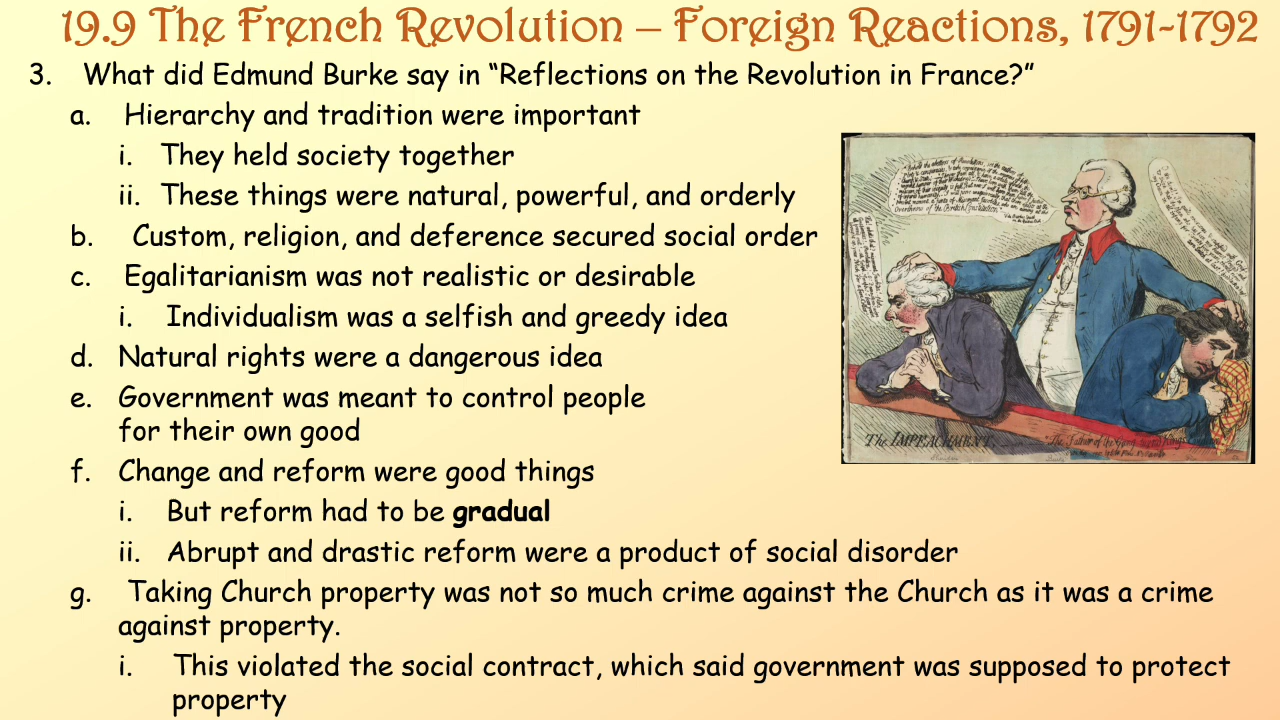 19.9 The French Revolution – Foreign Reactions, 1791-1792
3. What did Edmund Burke say in “Reflections on the Revolution in France?”
a. Hierarchy and tradition were important
i. They held society together
ii. These things were natural, powerful, and orderly
b. Custom, religion, and deference secured social order
c. Egalitarianism was not realistic or desirable
i. Individualism was a selfish and greedy idea
d. Natural rights were a dangerous idea
e. Government was meant to control people
for their own good
f. Change and reform were good things
i. But reform had to be gradual
ii. Abrupt and drastic reform were a product of social disorder
g. Taking Church property was not so much crime against the Church as it was a crime
against property.
i. This violated the social contract, which said government was supposed to protect
property
The IMPEACHMENT